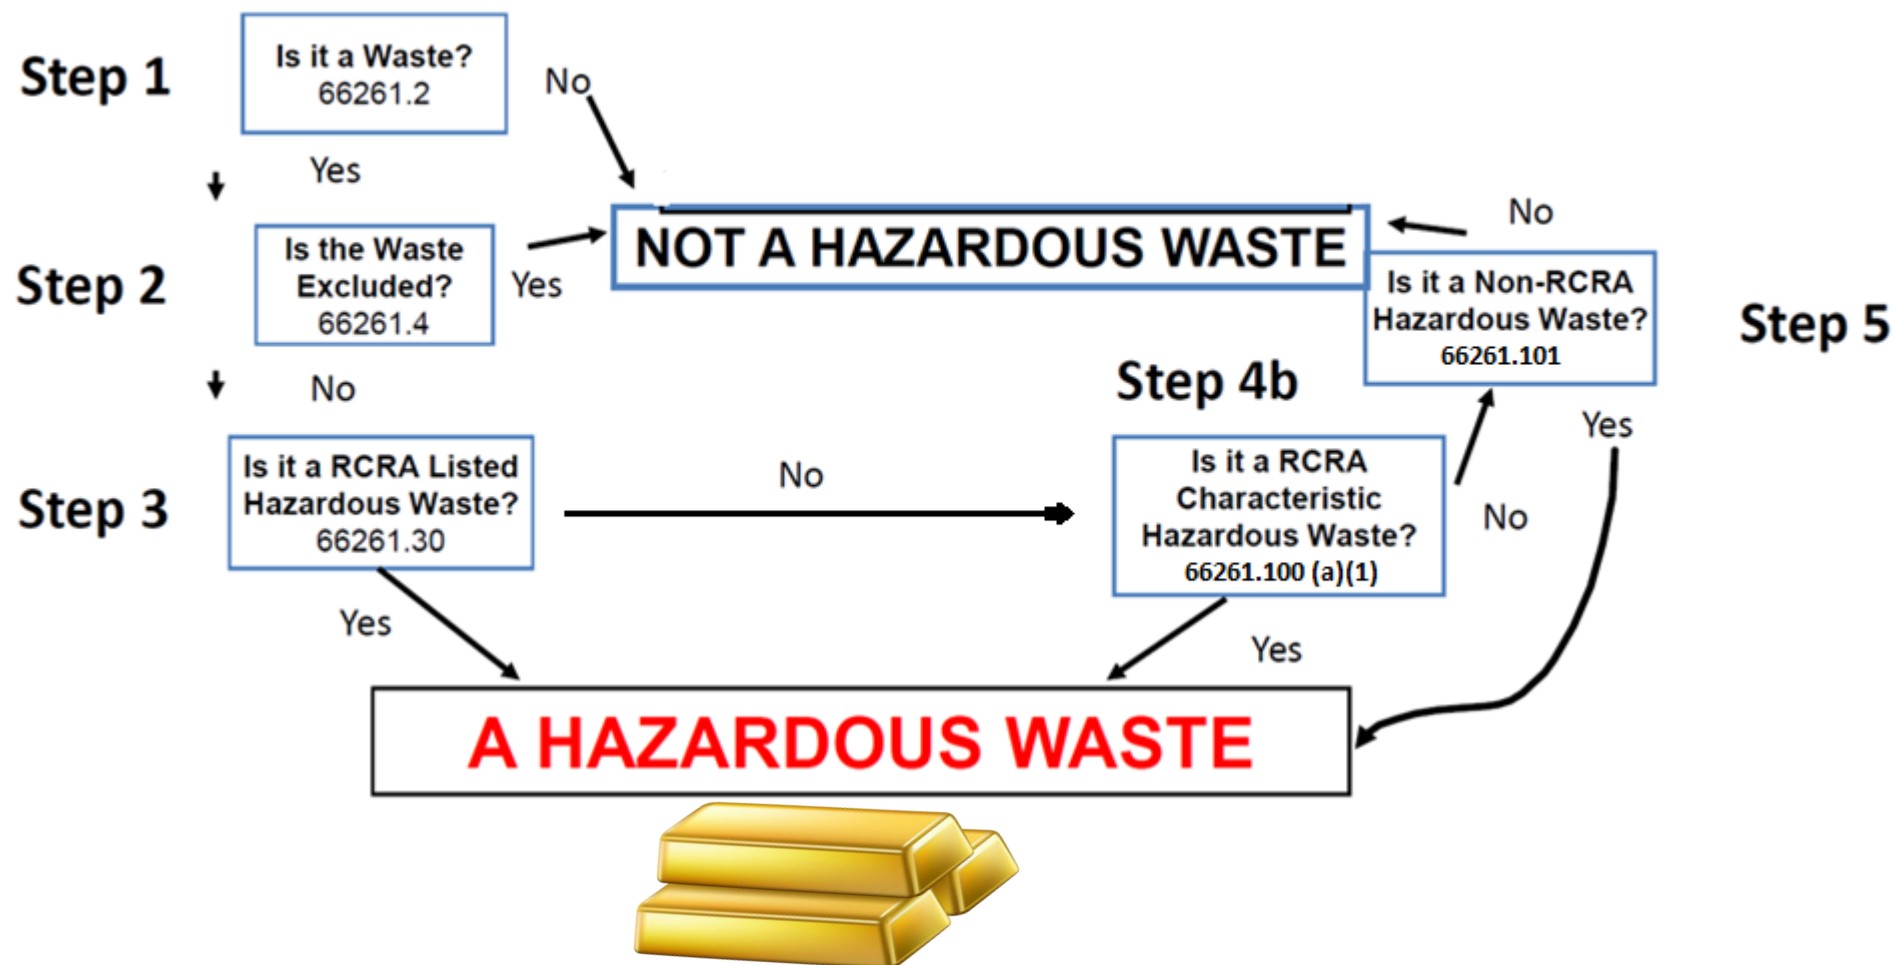 Step 1
Is it a Waste?
66261.2
No
Yes
Step 2
Is the Waste
Excluded?
66261.4
Yes
NOT A HAZARDOUS WASTE
No
Is it a Non-RCRA
Hazardous Waste?
66261.101
Step 5
No
Step 4b
Yes
Step 3
Is it a RCRA Listed
Hazardous Waste?
66261.30
No
Is it a RCRA
Characteristic
Hazardous Waste?
66261.100 (a)(1)
No
Yes
Yes
A HAZARDOUS WASTE